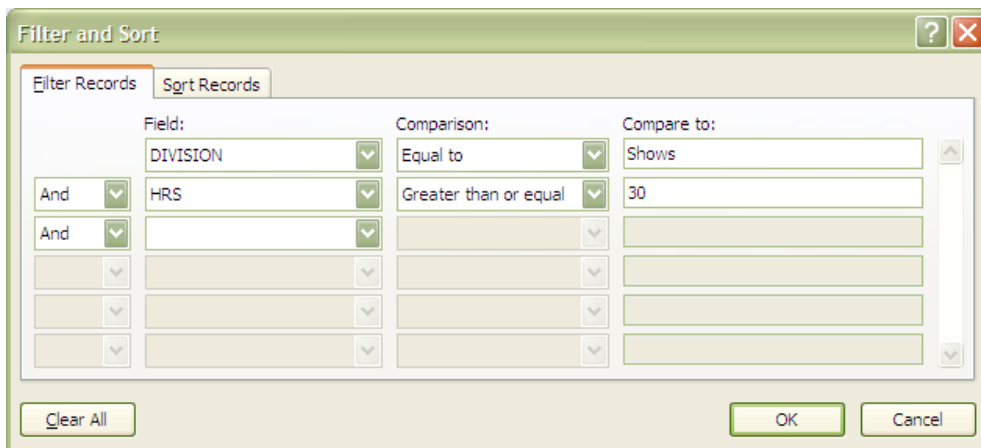 Filter and Sort
Filter Records Sort Records
Field: Comparison: Compare to:
DIVISION Equal to Shows
And HRS Greater than or equal 30
And
Clear All OK Cancel